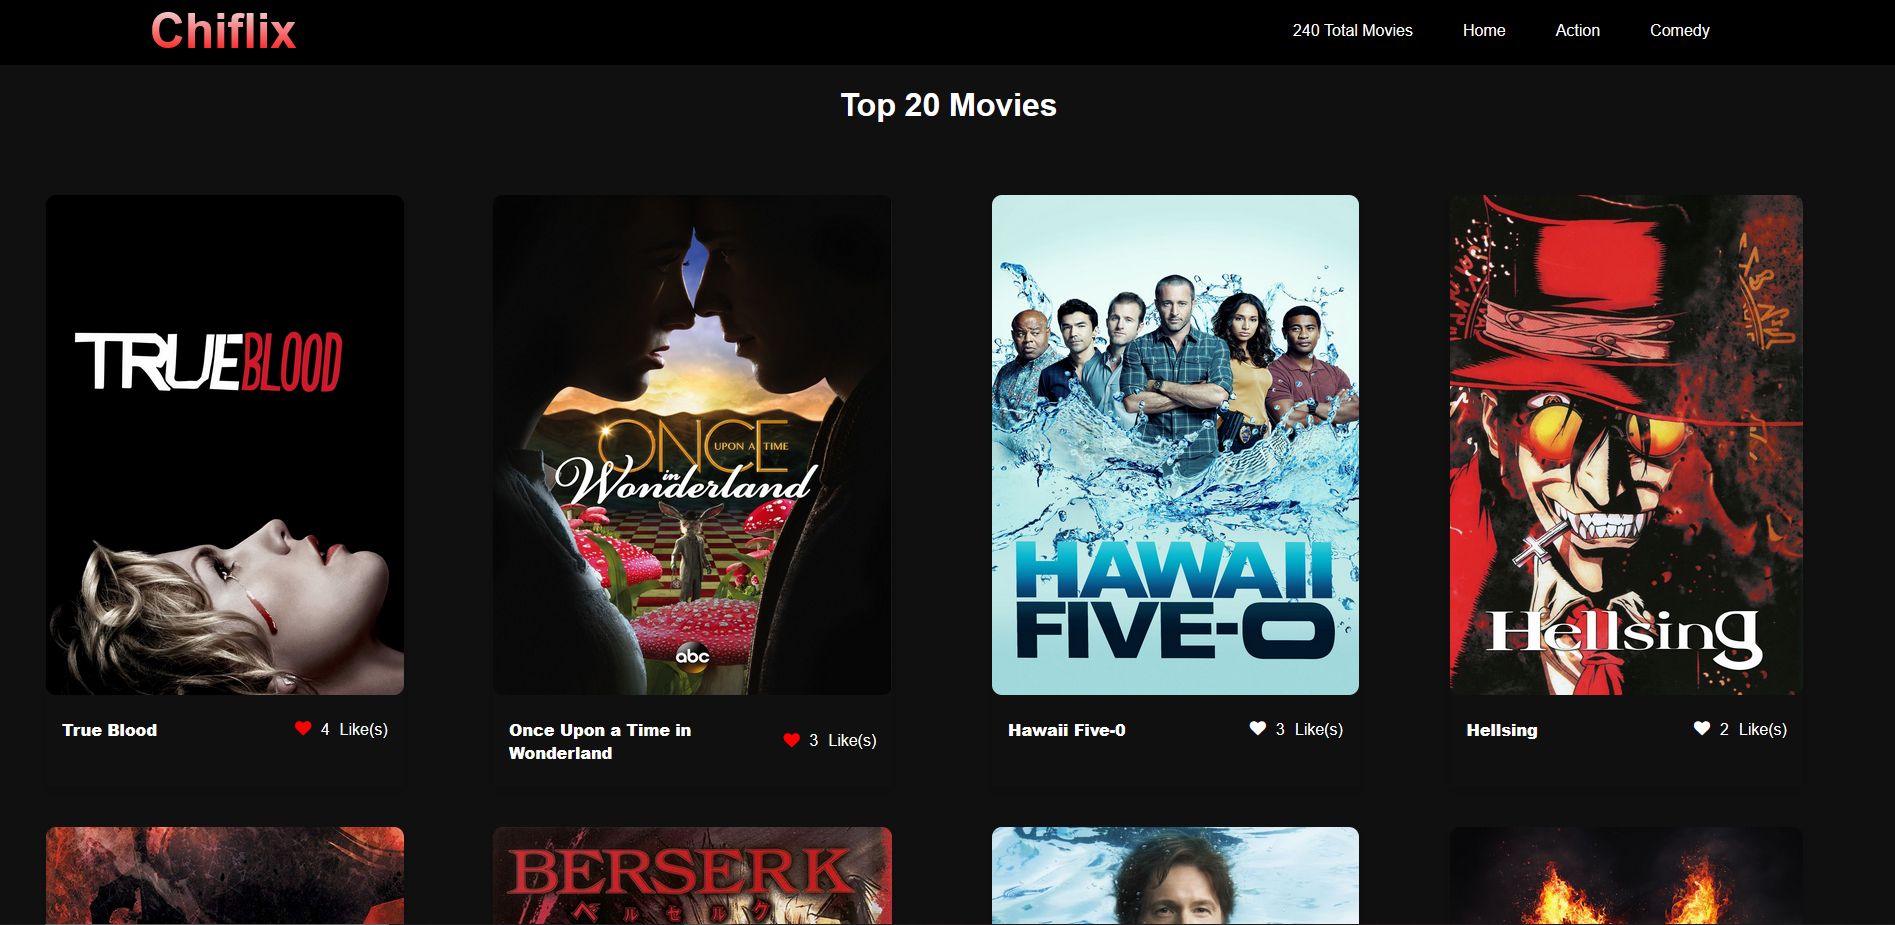 Chiflix
240 Total Movies
Home
Action
Comedy
Top 20 Movies
TRUEBLOOD
ONCE
UPON A TIME
in
Wonderland
abc
HAWAII
FIVE-O
Hellsing
True Blood
4 Like(s)
Once Upon a Time in
Wonderland
3 Like(s)
Hawaii Five-0
3 Like(s)
Hellsing
2 Like(s)
BERSERK
ベルセルク